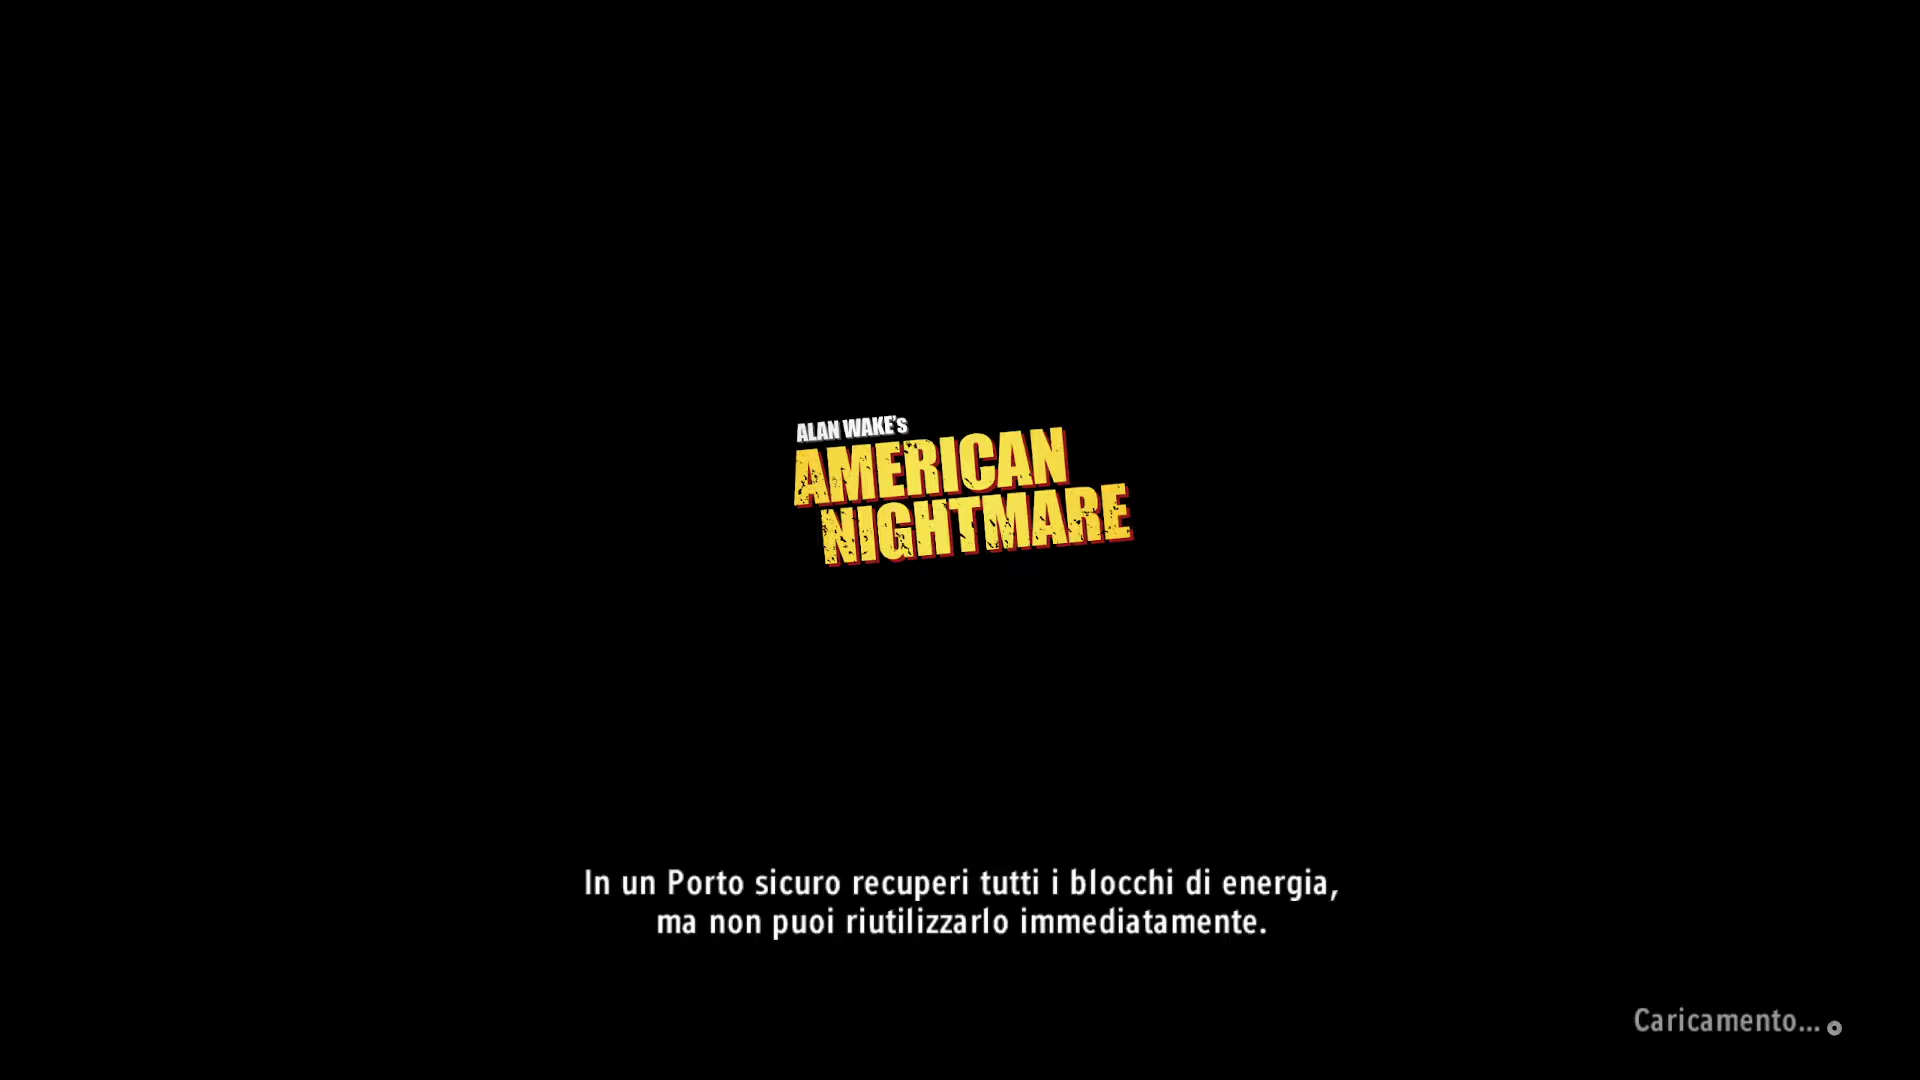 ALAN WAKE's
AMERICAN
NIGHTMARE
In un Porto sicuro recuperi tutti i blocchi di energia,
ma non puoi riutilizzarlo immediatamente.
Caricamento...